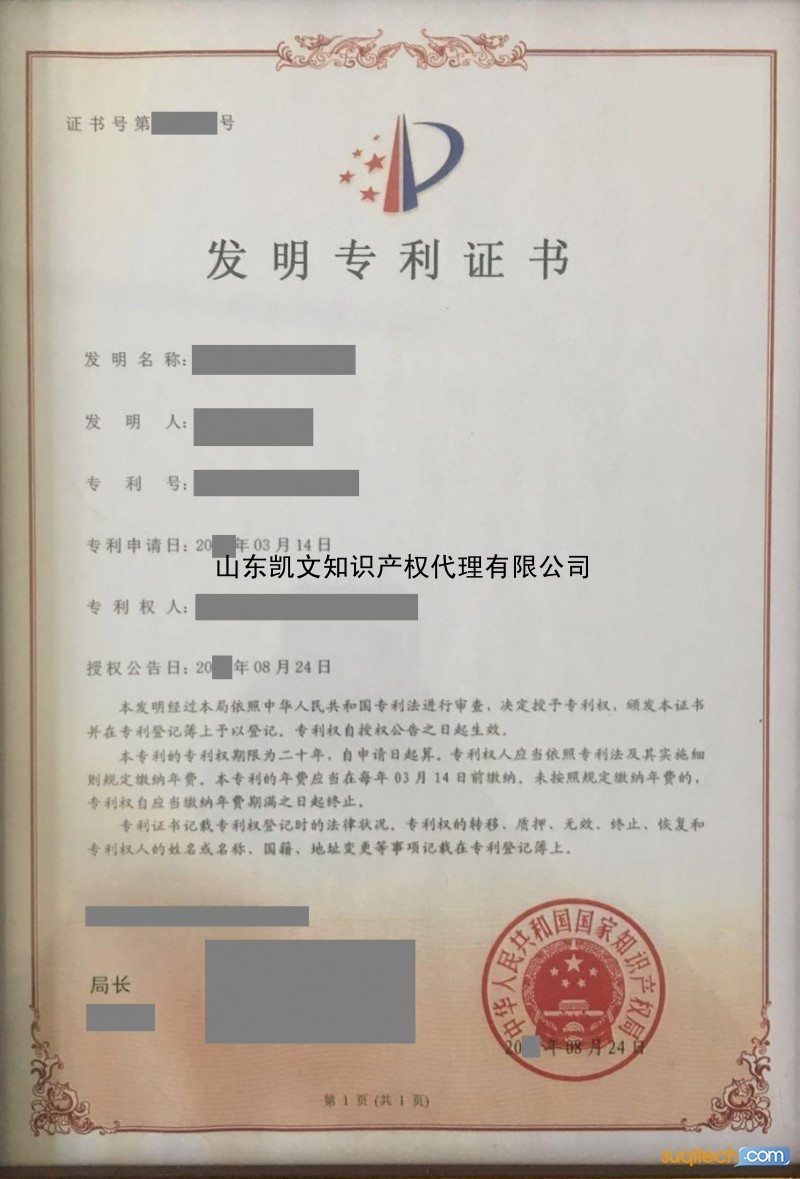 证书号第 号
发明专利证书
发明名称:
发明人:
专利号:
专利申请日: 20 年03月14日
山东凯文知识产权代理有限公司
专利权人:
授权公告日: 20 年08月24日
本发明经过本局依照中华人民共和国专利法进行审查,决定授予专利权,颁发本证书
并在专利登记簿上予以登记。专利权自授权公告之日起生效。
本专利的专利权期限为二十年,自申请日起算。专利权人应当依照专利法及其实施细
则规定缴纳年费。本专利的年费应当在每年03月14日前缴纳。未按照规定缴纳年费的,
专利权自应当缴纳年费期满之日起终止。
专利证书记载专利权登记时的法律状况。专利权的转移、质押、无效、终止、恢复和
专利权人的姓名或名称、国籍、地址变更等事项记载在专利登记簿上。
局长
中华人民共和国国家知识产权局
20 年08月24日
第1页(共1页)
suqitech.com